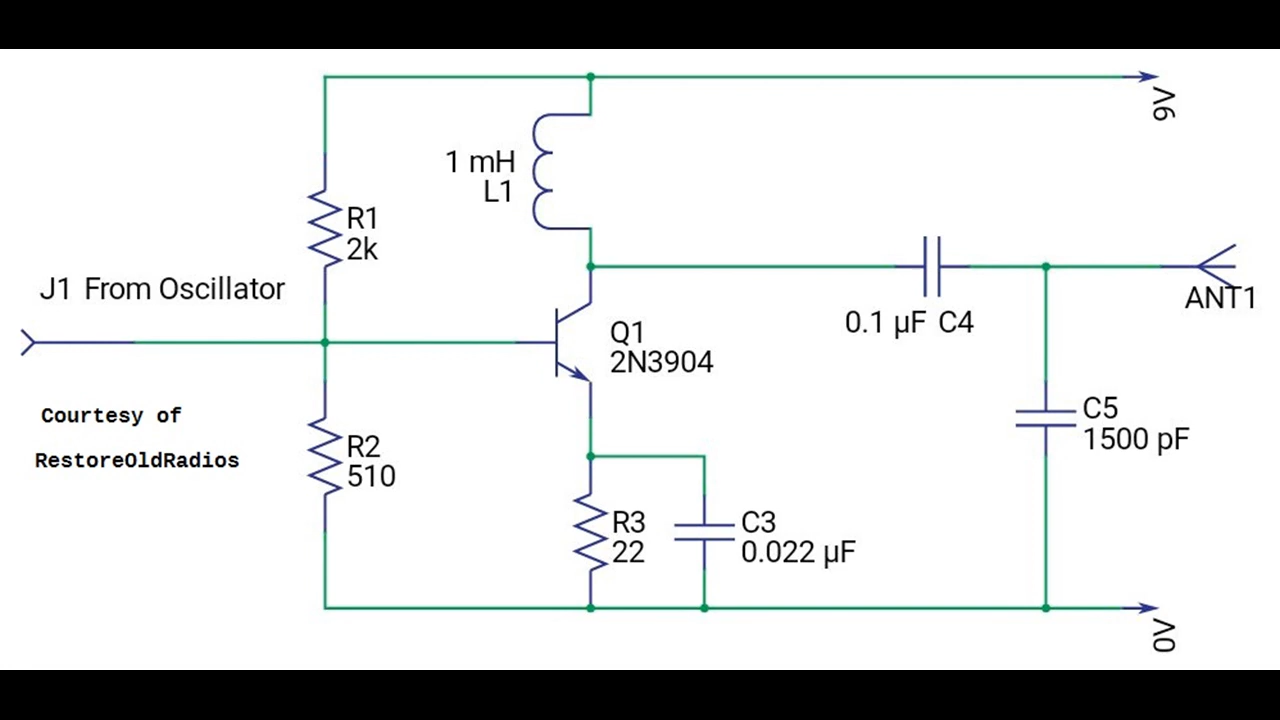 9V
1 mH
L1
R1
2k
J1 From Oscillator
ANT1
0.1 µF C4
Q1
2N3904
Courtesy of
RestoreOldRadios
C5
1500 pF
R2
510
R3
22
C3
0.022 µF
0V